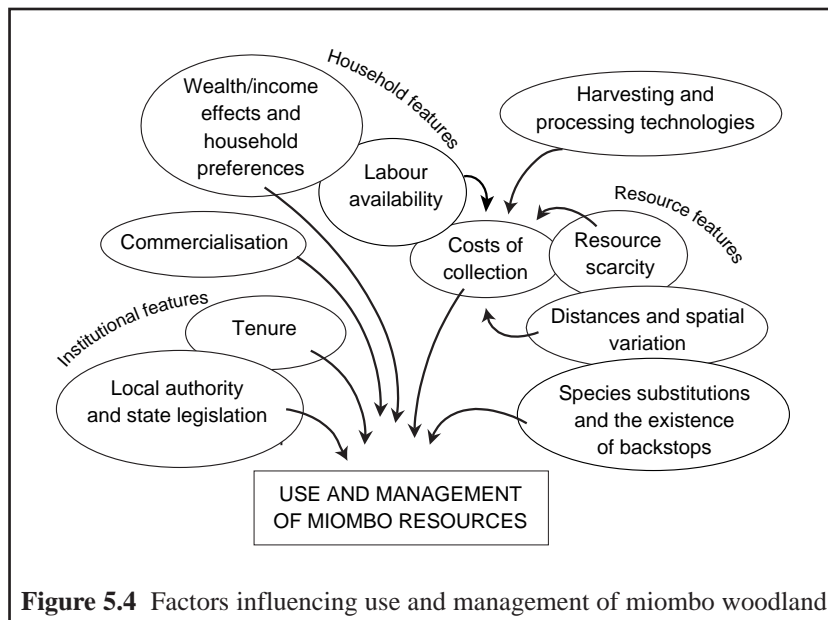 Wealth/income
effects and
household
preferences
Household features
Labour
availability
Harvesting and
processing technologies
Commercialisation
Costs of
collection
Resource
scarcity
Resource features
Institutional features
Tenure
Distances and spatial
variation
Local authority
and state legislation
Species substitutions
and the existence
of backstops
USE AND MANAGEMENT
OF MIOMBO RESOURCES
Figure 5.4 Factors influencing use and management of miombo woodland